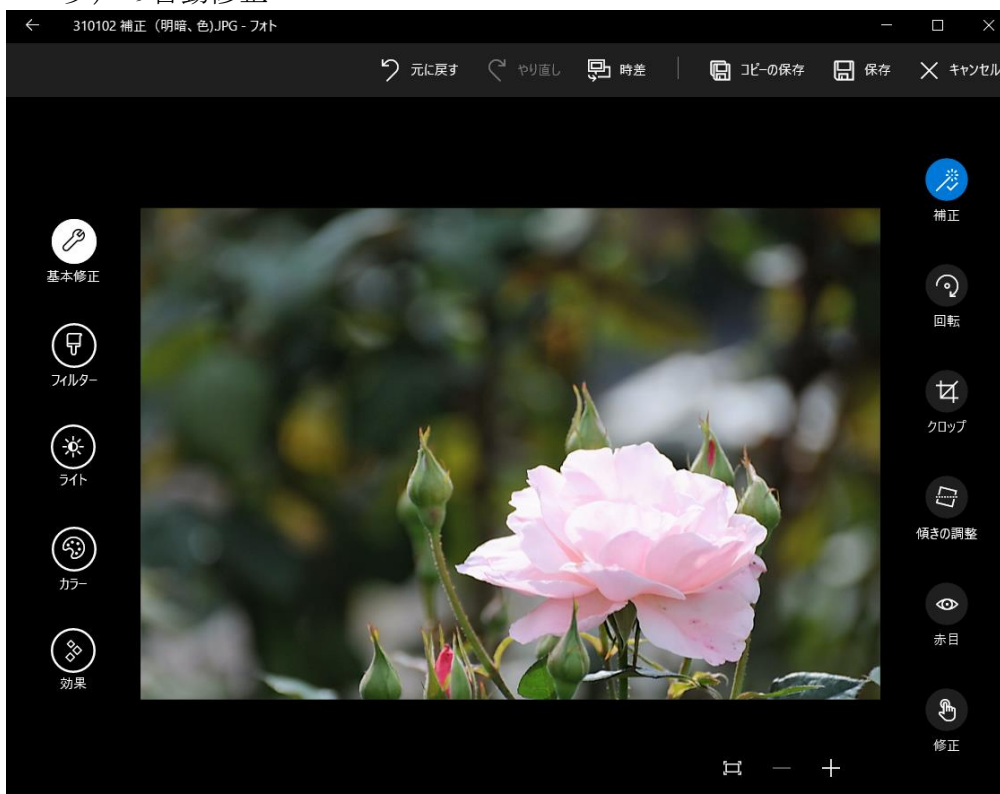 310102 補正（明暗、色).JPG - フォト
元に戻す
やり直し
時差
コピーの保存
保存
キャンセル
補正
基本修正
回転
フィルター
クロップ
ライト
傾きの調整
カラー
赤目
効果
修正